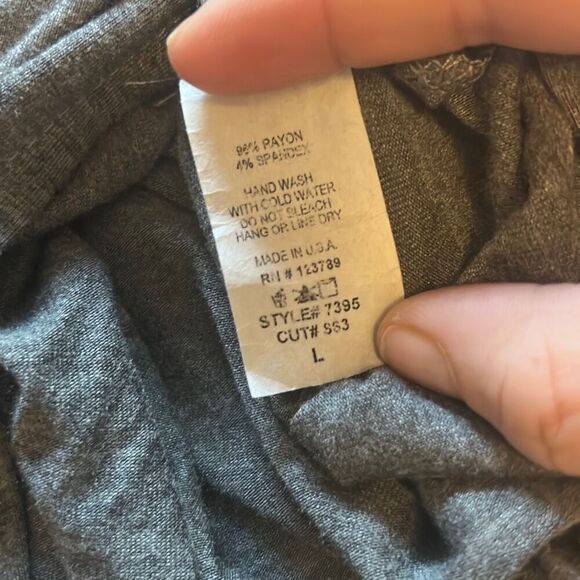 96% RAYON
4% SPANDEX
HAND WASH
WITH COLD WATER
DO NOT BLEACH
HANG OR LINE DRY
MADE IN U.S.A.
RN # 123789
STYLE# 7395
CUT# 863
L